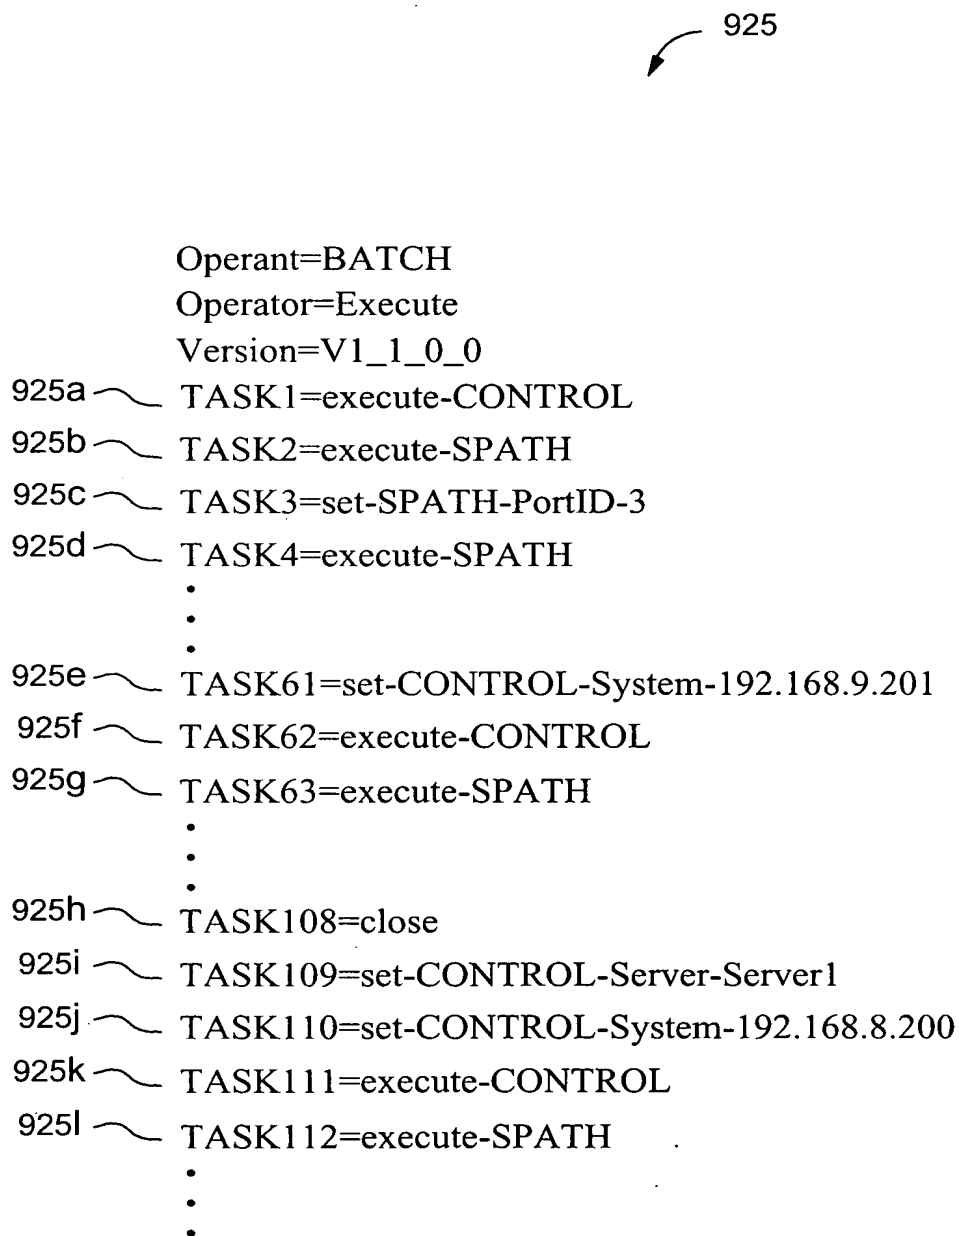 925
Operant=BATCH
Operator=Execute
Version=V1_1_0_0
925a TASK1=execute-CONTROL
925b TASK2=execute-SPATH
925c TASK3=set-SPATH-PortID-3
925d TASK4=execute-SPATH
925e TASK61=set-CONTROL-System-192.168.9.201
925f TASK62=execute-CONTROL
925g TASK63=execute-SPATH
925h TASK108=close
925i TASK109=set-CONTROL-Server-Server1
925j TASK110=set-CONTROL-System-192.168.8.200
925k TASK111=execute-CONTROL
925l TASK112=execute-SPATH